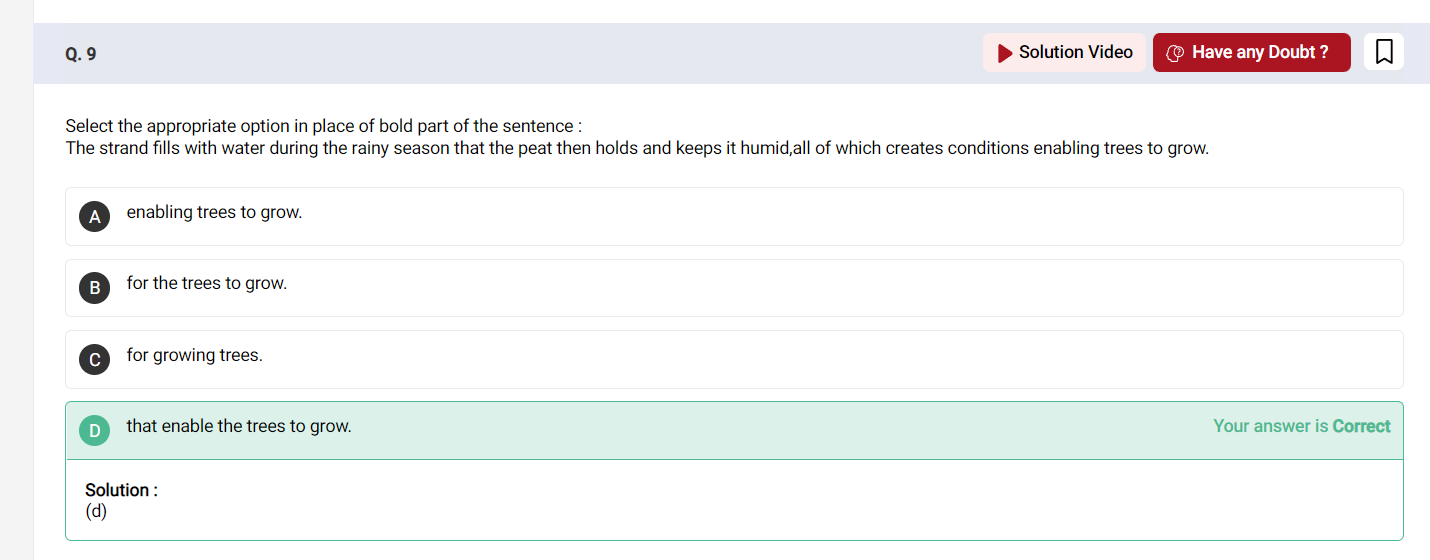 Q. 9
Solution Video
Have any Doubt ?
Select the appropriate option in place of bold part of the sentence :
The strand fills with water during the rainy season that the peat then holds and keeps it humid,all of which creates conditions enabling trees to grow.
A enabling trees to grow.
B for the trees to grow.
C for growing trees.
D that enable the trees to grow. Your answer is Correct
Solution :
(d)